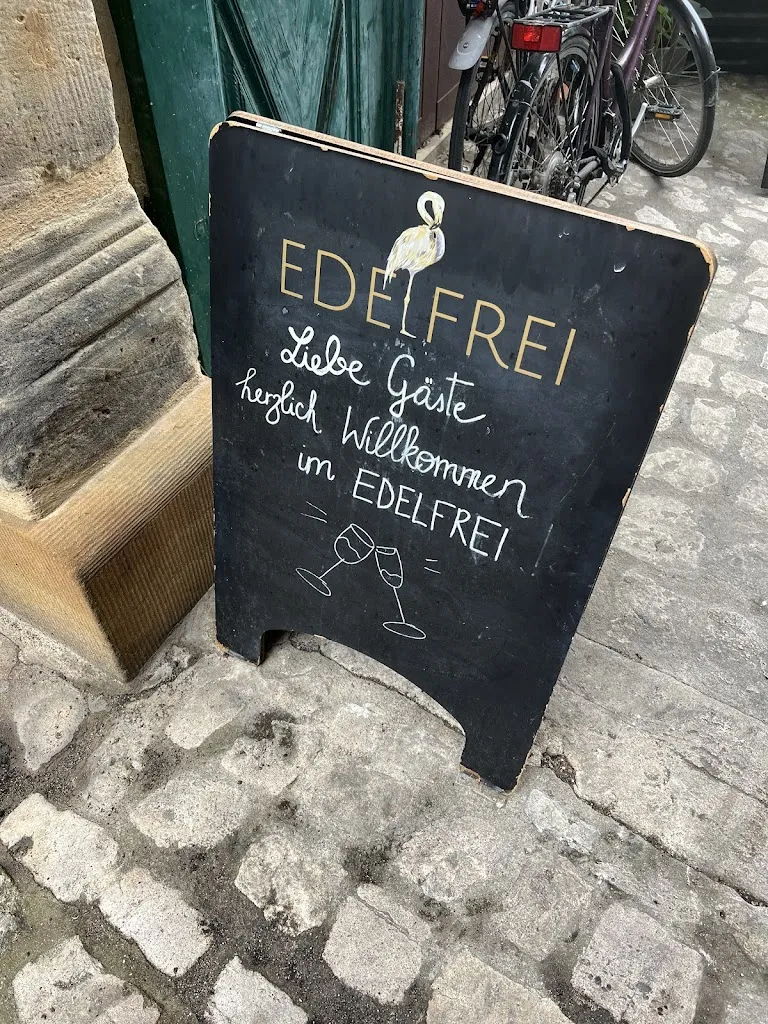 EDELFREI
Liebe Gäste
herzlich Willkommen
im EDELFREI